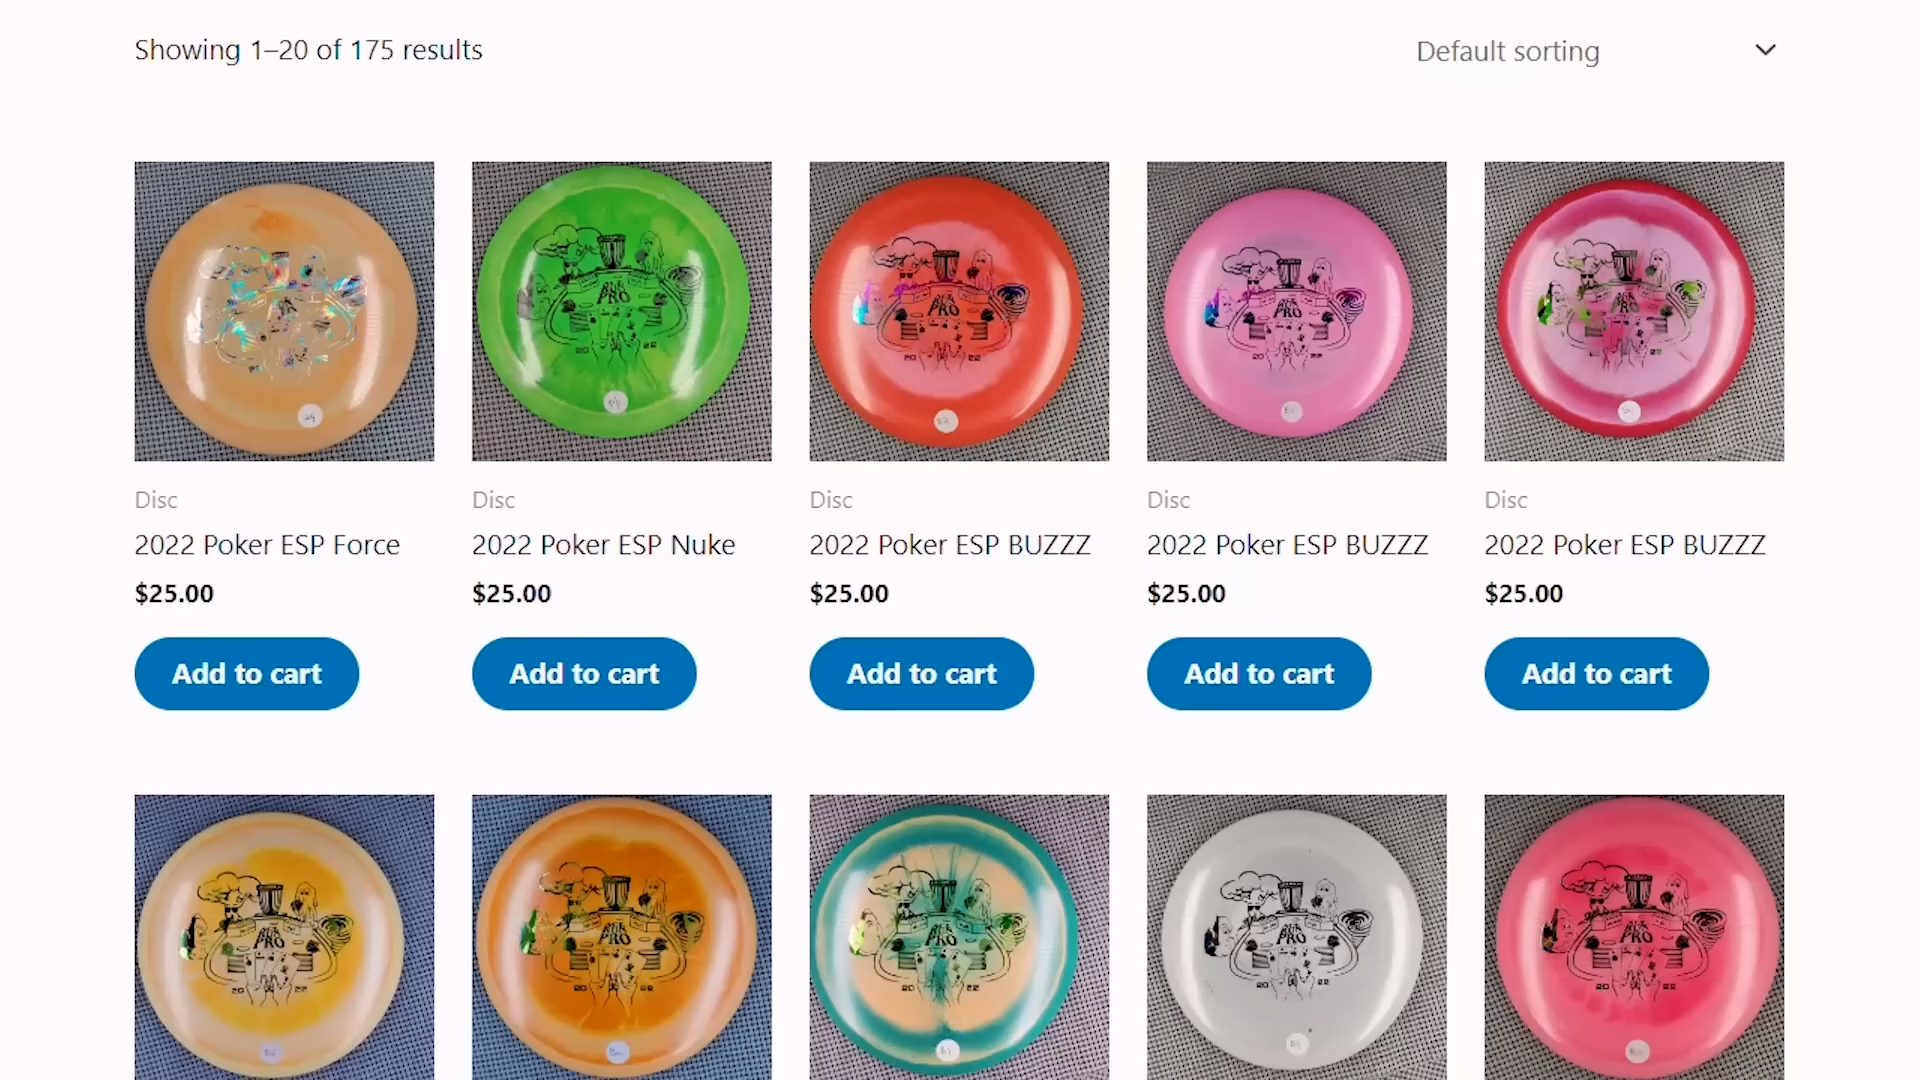 Showing 1–20 of 175 results
Default sorting
Disc
2022 Poker ESP Force
$25.00
Add to cart
Disc
2022 Poker ESP Nuke
$25.00
Add to cart
Disc
2022 Poker ESP BUZZZ
$25.00
Add to cart
Disc
2022 Poker ESP BUZZZ
$25.00
Add to cart
Disc
2022 Poker ESP BUZZZ
$25.00
Add to cart